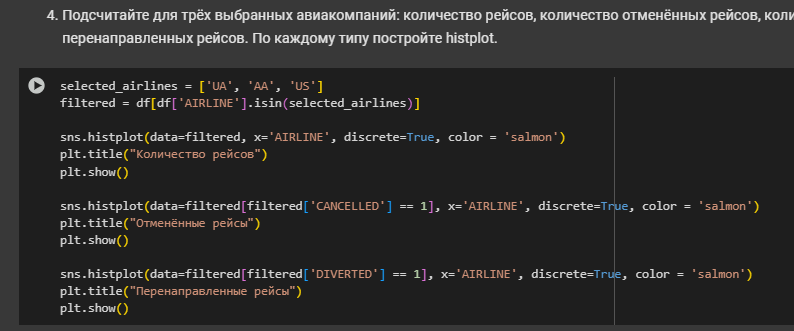 4. Подсчитайте для трёх выбранных авиакомпаний: количество рейсов, количество отменённых рейсов,
перенаправленных рейсов. По каждому типу постройте histplot.
selected_airlines = ['UA', 'AA', 'US']
filtered = df[df['AIRLINE'].isin(selected_airlines)]
sns.histplot(data=filtered, x='AIRLINE', discrete=True, color = 'salmon')
plt.title("Количество рейсов")
plt.show()
sns.histplot(data=filtered[filtered['CANCELLED'] == 1], x='AIRLINE', discrete=True, color = 'salmon')
plt.title("Отменённые рейсы")
plt.show()
sns.histplot(data=filtered[filtered['DIVERTED'] == 1], x='AIRLINE', discrete=True, color = 'salmon')
plt.title("Перенаправленные рейсы")
plt.show()